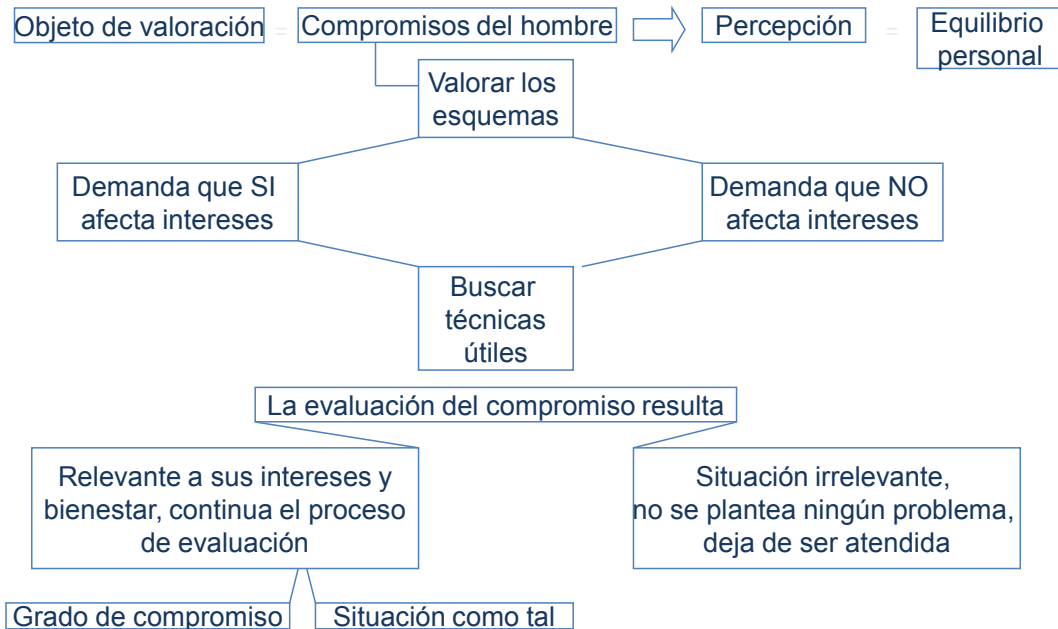 Objeto de valoración = Compromisos del hombre Percepción = Equilibrio
personal
Valorar los
esquemas
Demanda que SI
afecta intereses
Demanda que NO
afecta intereses
Buscar
técnicas
útiles
La evaluación del compromiso resulta
Relevante a sus intereses y
bienestar, continua el proceso
de evaluación
Situación irrelevante,
no se plantea ningún problema,
deja de ser atendida
Grado de compromiso
Situación como tal